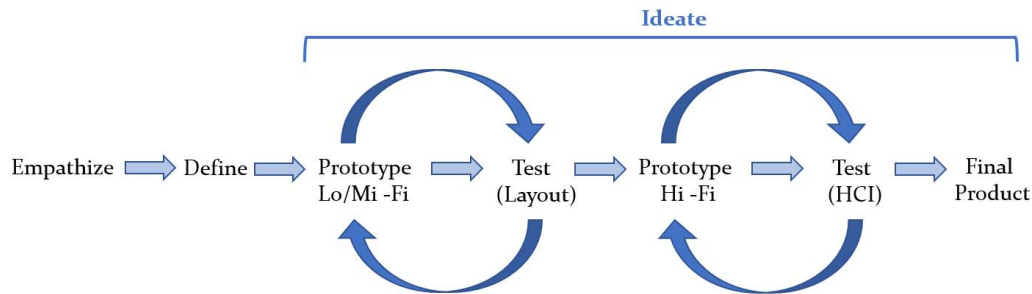 Ideate
Empathize
Define
Prototype
Lo/Mi -Fi
Test
(Layout)
Prototype
Hi -Fi
Test
(HCI)
Final
Product